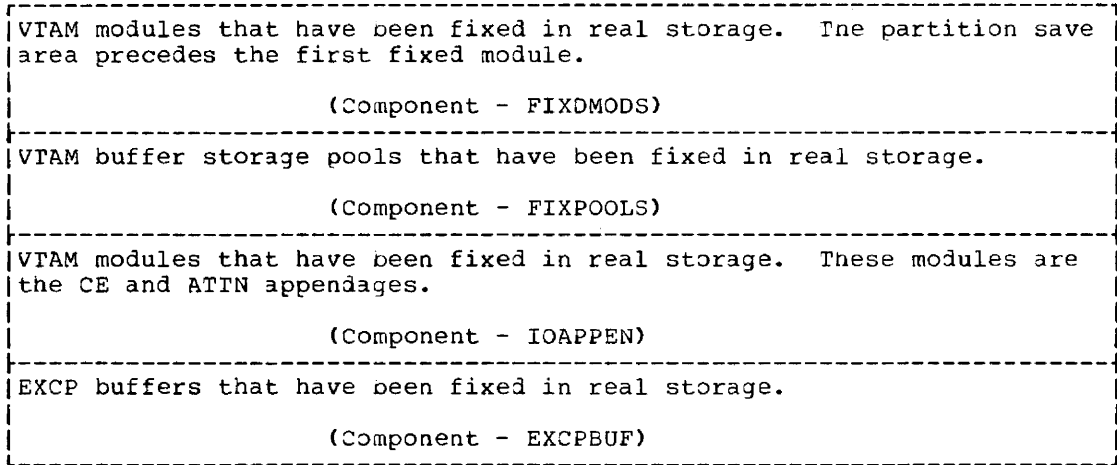 VTAM modules that have been fixed in real storage. The partition save
area precedes the first fixed module.
(Component - FIXDMODS)
VTAM buffer storage pools that have been fixed in real storage.
(Component - FIXPOOLS)
VTAM modules that have been fixed in real storage. These modules are
the CE and ATTN appendages.
(Component - IOAPPEN)
EXCP buffers that have been fixed in real storage.
(Component - EXCPBUF)